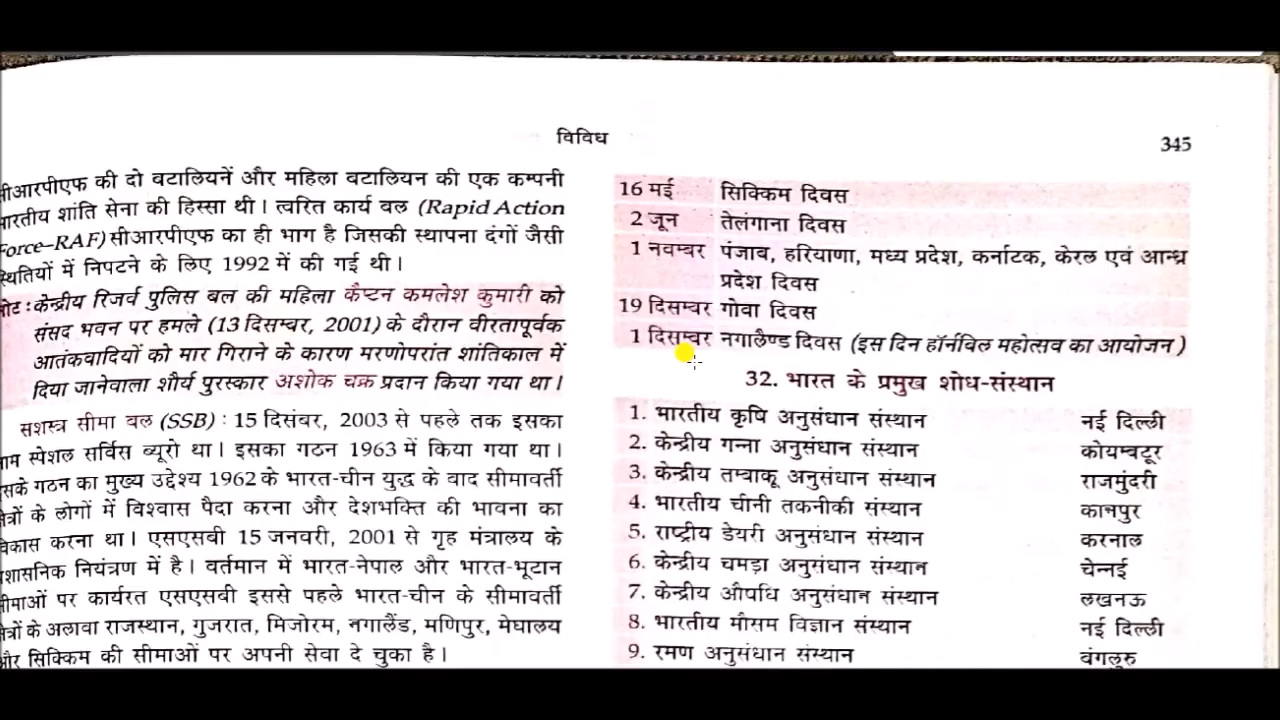 विविध
345
सीआरपीएफ की दो बटालियनें और महिला बटालियन की एक कम्पनी
भारतीय शांति सेना की हिस्सा थी। त्वरित कार्य बल (Rapid Action
Force–RAF) सीआरपीएफ का ही भाग है जिसकी स्थापना दंगों जैसी
स्थितियों में निपटने के लिए 1992 में की गई थी।
नोट : केन्द्रीय रिजर्व पुलिस बल की महिला कैप्टन कमलेश कुमारी को
संसद भवन पर हमले (13 दिसम्बर, 2001) के दौरान वीरतापूर्वक
आतंकवादियों को मार गिराने के कारण मरणोपरांत शांतिकाल में
दिया जानेवाला शौर्य पुरस्कार अशोक चक्र प्रदान किया गया था।
सशस्त्र सीमा बल (SSB) : 15 दिसंबर, 2003 से पहले तक इसका
नाम स्पेशल सर्विस ब्यूरो था। इसका गठन 1963 में किया गया था।
इसके गठन का मुख्य उद्देश्य 1962 के भारत-चीन युद्ध के बाद सीमावर्ती
क्षेत्रों के लोगों में विश्वास पैदा करना और देशभक्ति की भावना का
विकास करना था। एसएसबी 15 जनवरी, 2001 से गृह मंत्रालय के
प्रशासनिक नियंत्रण में है। वर्तमान में भारत-नेपाल और भारत-भूटान
सीमाओं पर कार्यरत एसएसबी इससे पहले भारत-चीन के सीमावर्ती
क्षेत्रों के अलावा राजस्थान, गुजरात, मिजोरम, नगालैंड, मणिपुर, मेघालय
और सिक्किम की सीमाओं पर अपनी सेवा दे चुका है।
16 मई सिक्किम दिवस
2 जून तेलंगाना दिवस
1 नवम्बर पंजाब, हरियाणा, मध्य प्रदेश, कर्नाटक, केरल एवं आन्ध्र
प्रदेश दिवस
19 दिसम्बर गोवा दिवस
1 दिसम्बर नगालैण्ड दिवस (इस दिन हॉर्नबिल महोत्सव का आयोजन)
32. भारत के प्रमुख शोध-संस्थान
1. भारतीय कृषि अनुसंधान संस्थान नई दिल्ली
2. केन्द्रीय गन्ना अनुसंधान संस्थान कोयम्बटूर
3. केन्द्रीय तम्बाकू अनुसंधान संस्थान राजमुंदरी
4. भारतीय चीनी तकनीकी संस्थान कानपुर
5. राष्ट्रीय डेयरी अनुसंधान संस्थान करनाल
6. केन्द्रीय चमड़ा अनुसंधान संस्थान चेन्नई
7. केन्द्रीय औषधि अनुसंधान संस्थान लखनऊ
8. भारतीय मौसम विज्ञान संस्थान नई दिल्ली
9. रमण अनुसंधान संस्थान बंगलुरु